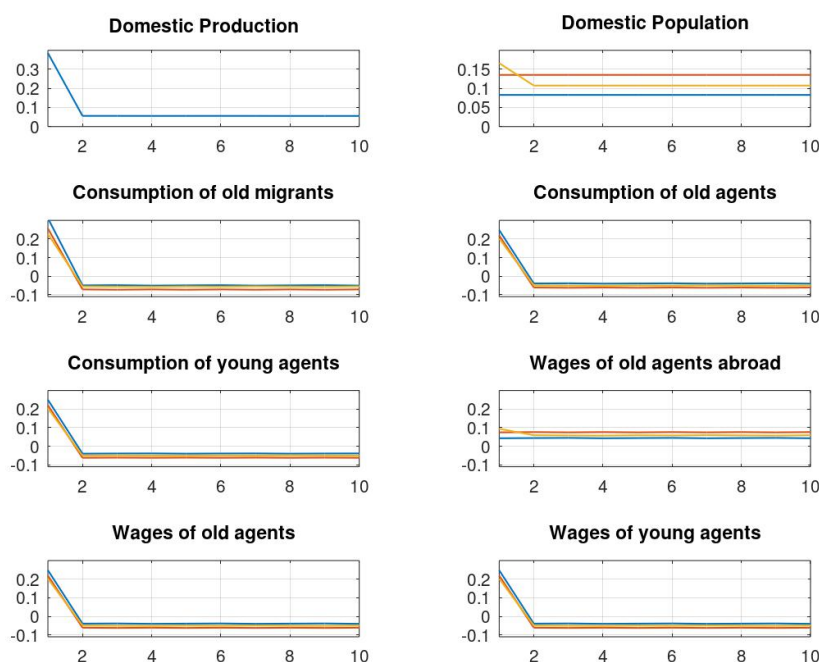 Domestic Production
0.3
0.2
0.1
0
2 4 6 8 10
Domestic Population
0.15
0.1
0.05
0
2 4 6 8 10
Consumption of old migrants
0.2
0.1
0
-0.1
2 4 6 8 10
Consumption of old agents
0.2
0.1
0
-0.1
2 4 6 8 10
Consumption of young agents
0.2
0.1
0
-0.1
2 4 6 8 10
Wages of old agents abroad
0.2
0.1
0
-0.1
2 4 6 8 10
Wages of old agents
0.2
0.1
0
-0.1
2 4 6 8 10
Wages of young agents
0.2
0.1
0
-0.1
2 4 6 8 10